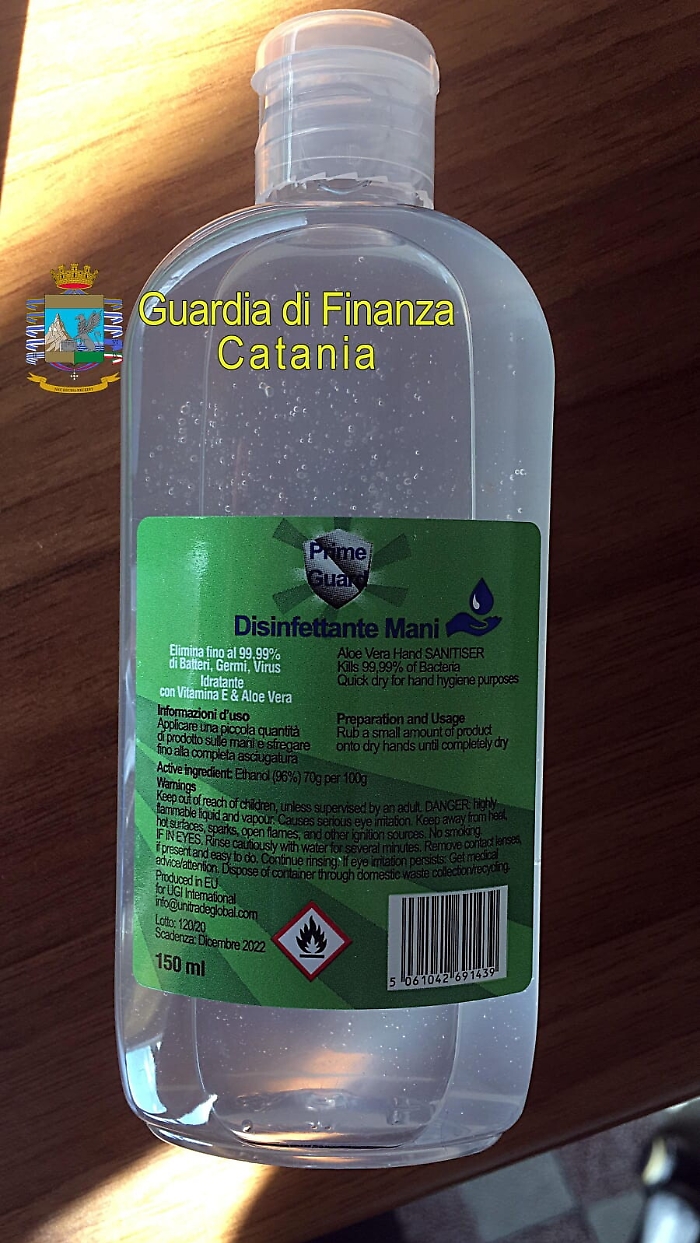 Guardia di Finanza
Catania
Prime
Guard
Disinfettante Mani
Elimina fino al 99,99%
di Batteri, Germi, Virus
Idratante
con Vitamina E & Aloe Vera
Aloe Vera Hand SANITISER
Kills 99,99% of Bacteria
Quick dry for hand hygiene purposes
Informazioni d'uso
Applicare una piccola quantità
di prodotto sulle mani e sfregare
fino alla completa asciugatura
Preparation and Usage
Rub a small amount of product
onto dry hands until completely dry
Active ingredient: Ethanol (96%) 70g per 100g
Warnings
Keep out of reach of children, unless supervised by an adult. DANGER: highly
flammable liquid and vapour. Causes serious eye irritation. Keep away from heat,
hot surfaces, sparks, open flames, and other ignition sources. No smoking.
IF IN EYES: Rinse cautiously with water for several minutes. Remove contact lenses,
if present and easy to do. Continue rinsing. If eye irritation persists: Get medical
advice/attention. Dispose of container through domestic waste collection/recycling.
Produced in EU
for UGI International
info@unitradeglobal.com
Lotto: 120/20
Scadenza: Dicembre 2022
150 ml
5 061042 691439